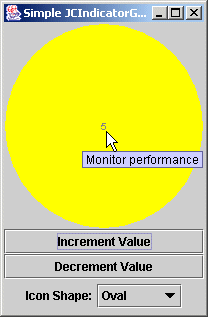 Simple JCIndicatorG...
5
Monitor performance
Increment Value
Decrement Value
Icon Shape: Oval